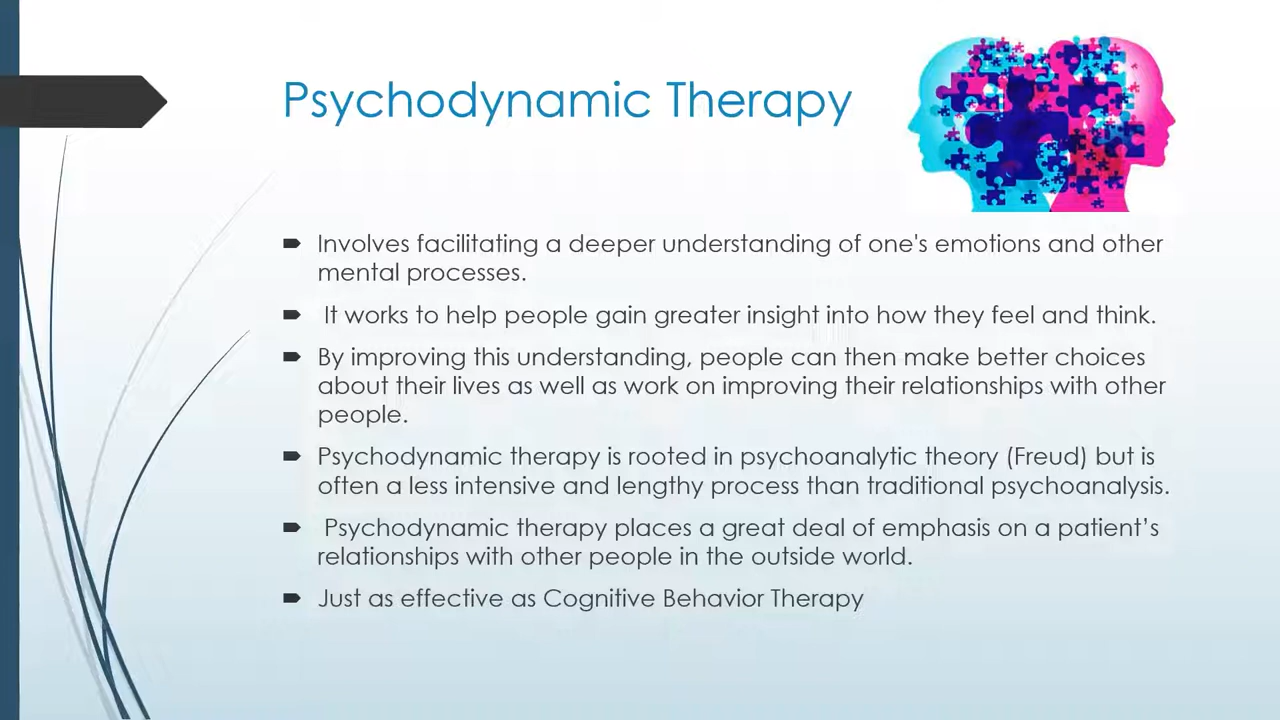 Psychodynamic Therapy
Involves facilitating a deeper understanding of one's emotions and other
mental processes.
It works to help people gain greater insight into how they feel and think.
By improving this understanding, people can then make better choices
about their lives as well as work on improving their relationships with other
people.
Psychodynamic therapy is rooted in psychoanalytic theory (Freud) but is
often a less intensive and lengthy process than traditional psychoanalysis.
Psychodynamic therapy places a great deal of emphasis on a patient’s
relationships with other people in the outside world.
Just as effective as Cognitive Behavior Therapy